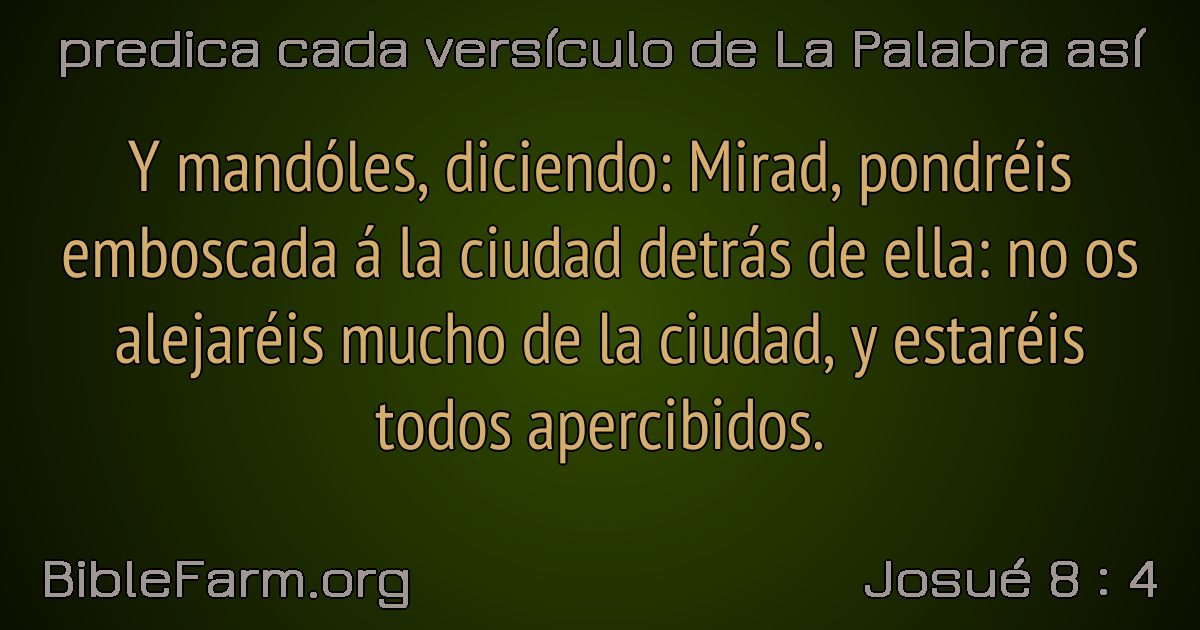 predica cada versículo de La Palabra así
Y mandóles, diciendo: Mirad, pondréis
emboscada á la ciudad detrás de ella: no os
alejaréis mucho de la ciudad, y estaréis
todos apercibidos.
BibleFarm.org
Josué 8 : 4